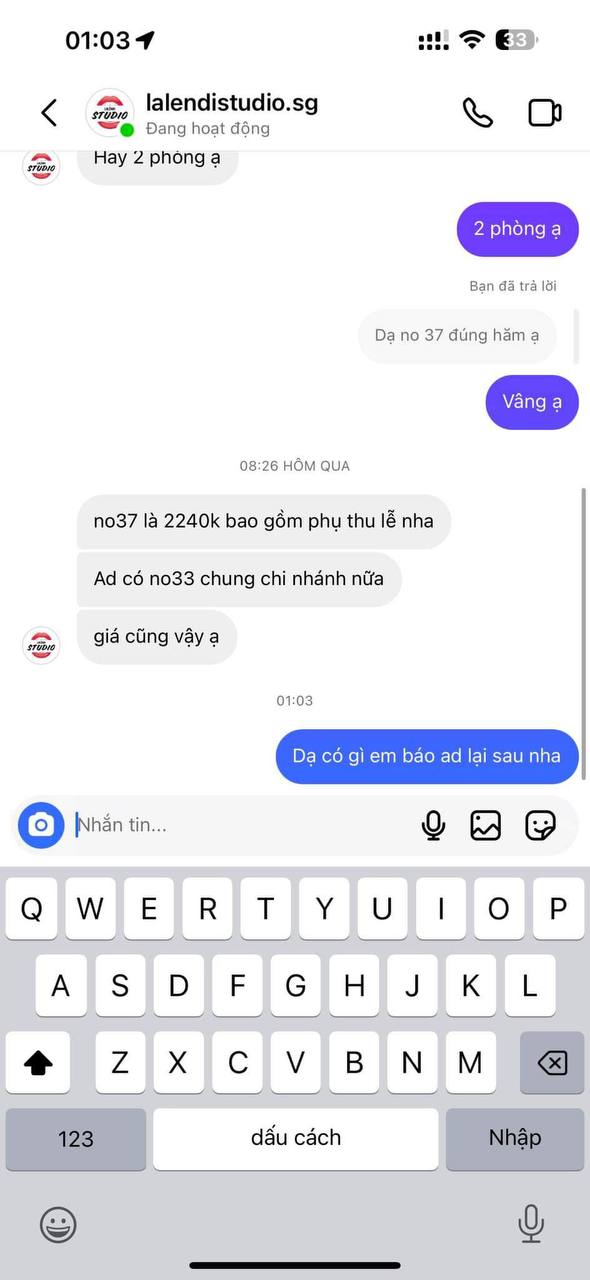 01:03
33
lalendistudio.sg
Đang hoạt động
STUDIO
Hay 2 phòng ạ
STUDIO
2 phòng ạ
Bạn đã trả lời
Dạ no 37 đúng hăm ạ
Vâng ạ
08:26 HÔM QUA
no37 là 2240k bao gồm phụ thu lễ nha
Ad có no33 chung chi nhánh nữa
giá cũng vậy ạ
STUDIO
01:03
Dạ có gì em báo ad lại sau nha
Nhắn tin...
Q W E R T Y U I O P
A S D F G H J K L
Z X C V B N M
123 dấu cách Nhập